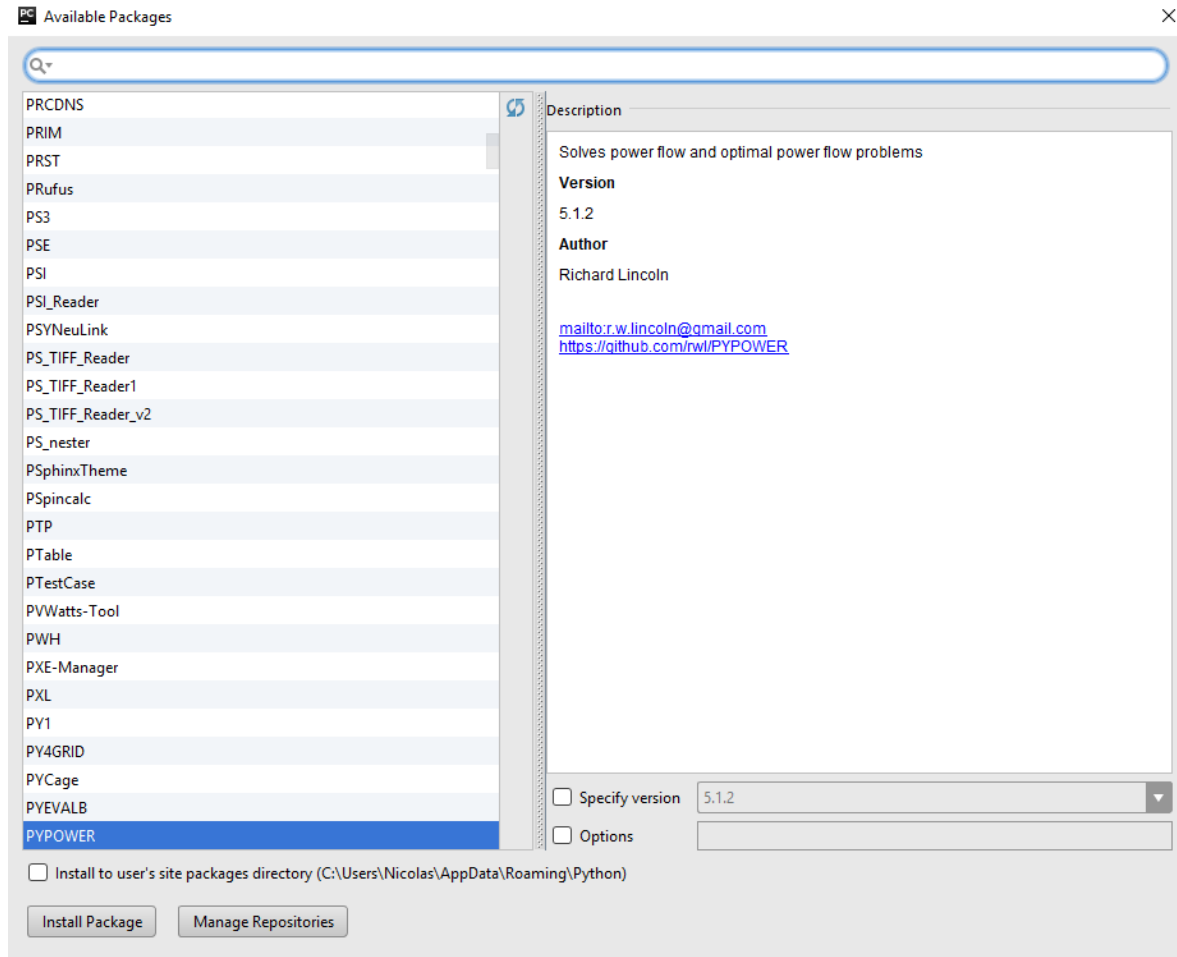 PC Available Packages
PRCDNS
PRIM
PRST
PRufus
PS3
PSE
PSI
PSI_Reader
PSYNeuLink
PS_TIFF_Reader
PS_TIFF_Reader1
PS_TIFF_Reader_v2
PS_nester
PSphinxTheme
PSpincalc
PTP
PTable
PTestCase
PVWatts-Tool
PWH
PXE-Manager
PXL
PY1
PY4GRID
PYCage
PYEVALB
PYPOWER
Description
Solves power flow and optimal power flow problems
Version
5.1.2
Author
Richard Lincoln
mailto:r.w.lincoln@gmail.com
https://github.com/rwl/PYPOWER
Specify version 5.1.2
Options
Install to user's site packages directory (C:\Users\Nicolas\AppData\Roaming\Python)
Install Package Manage Repositories